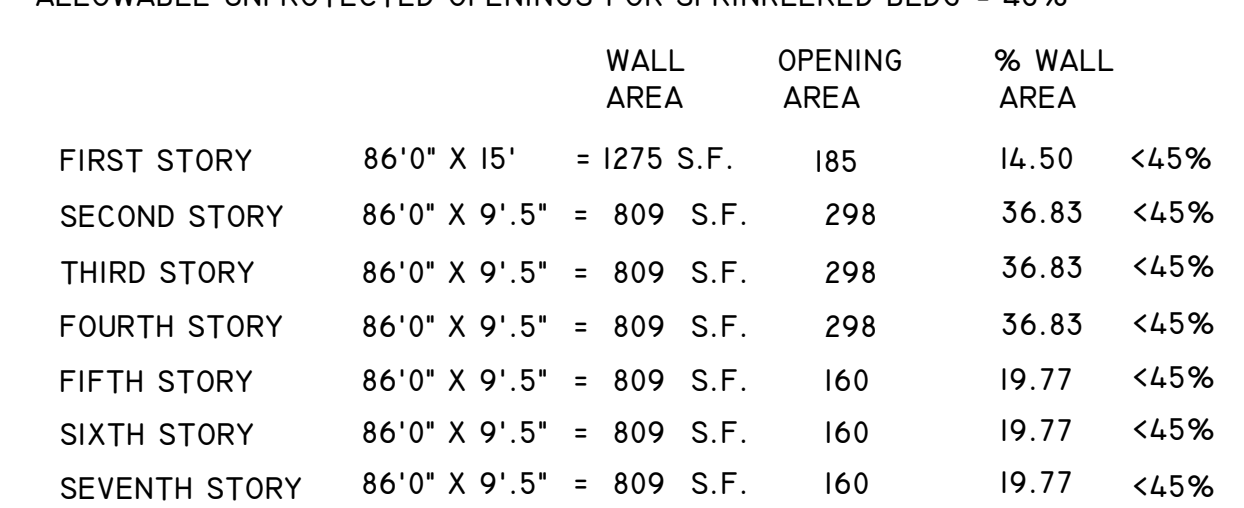 WALL OPENING % WALL
AREA AREA AREA
FIRST STORY 86'0" X 15' = 1275 S.F. 185 14.50 <45%
SECOND STORY 86'0" X 9'.5" = 809 S.F. 298 36.83 <45%
THIRD STORY 86'0" X 9'.5" = 809 S.F. 298 36.83 <45%
FOURTH STORY 86'0" X 9'.5" = 809 S.F. 298 36.83 <45%
FIFTH STORY 86'0" X 9'.5" = 809 S.F. 160 19.77 <45%
SIXTH STORY 86'0" X 9'.5" = 809 S.F. 160 19.77 <45%
SEVENTH STORY 86'0" X 9'.5" = 809 S.F. 160 19.77 <45%